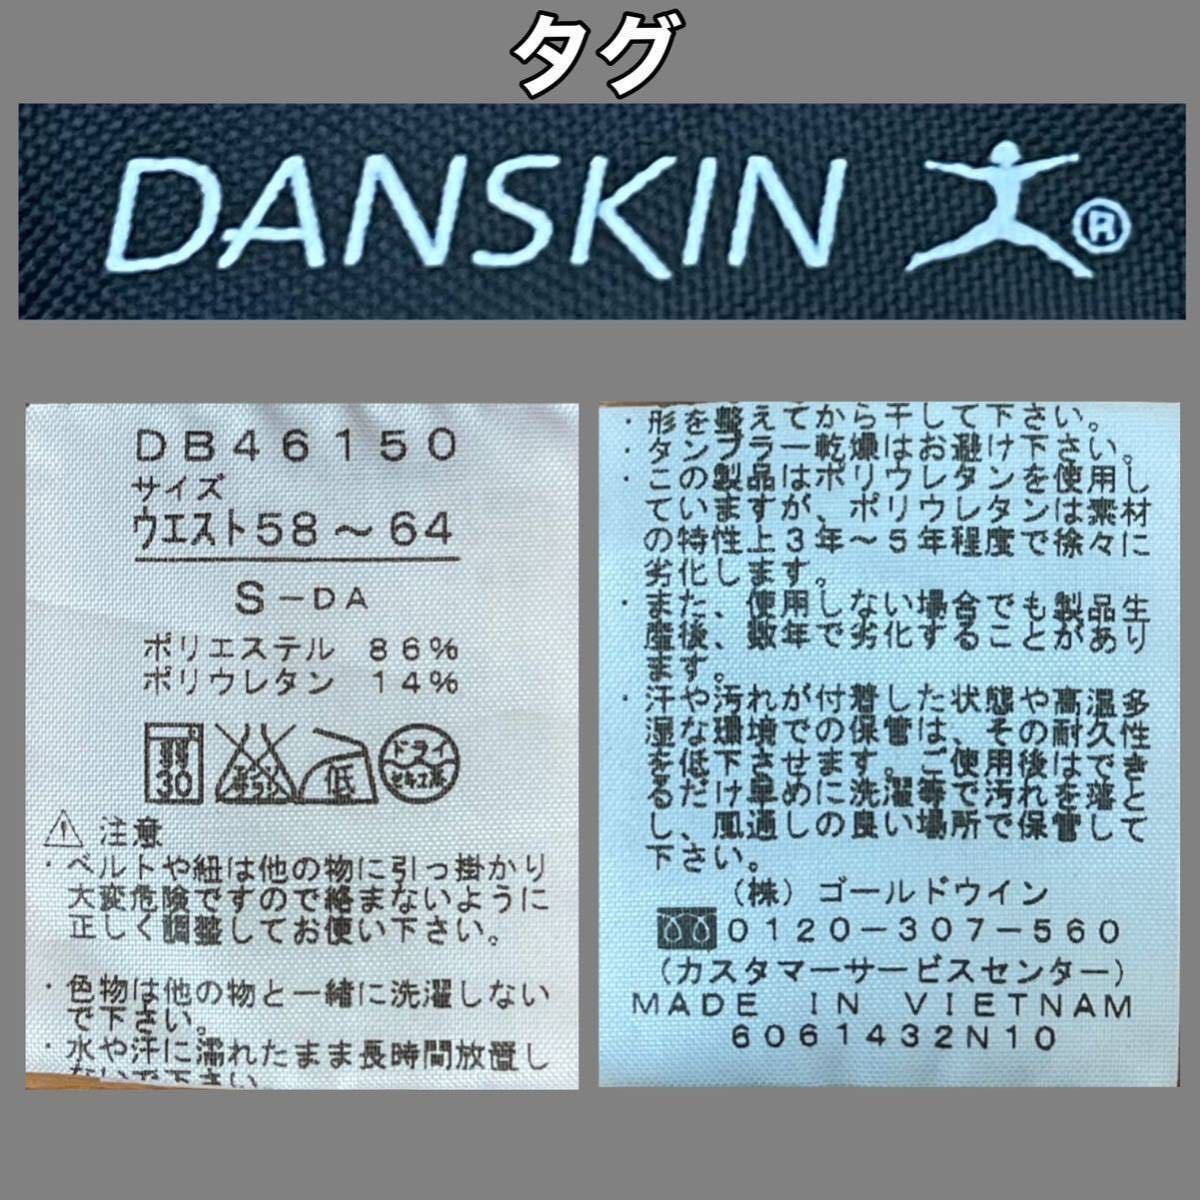 タグ
DANSKIN ®
DB46150
サイズ
ウエスト58～64
S－DA
ポリエステル 86%
ポリウレタン 14%
30
低
ドライ
セキユ系
⚠ 注意
・ベルトや紐は他の物に引っ掛かり
大変危険ですので絡まないように
正しく調整してお使い下さい。
・色物は他の物と一緒に洗濯しない
で下さい。
・水や汗に濡れたまま長時間放置し
ないで下さい
・形を整えてから干して下さい。
・タンブラー乾燥はお避け下さい。
・この製品はポリウレタンを使用し
ていますが、ポリウレタンは素材
の特性上3年～5年程度で徐々に
劣化します。
・また、使用しない場合でも製品生
産後、数年で劣化することがあり
ます。
・汗や汚れが付着した状態や高温多
湿な環境での保管は、その耐久性
を低下させます。ご使用後はでき
るだけ早めに洗濯等で汚れを落と
し、風通しの良い場所で保管して
下さい。
(株)ゴールドウイン
0120-307-560
(カスタマーサービスセンター)
MADE IN VIETNAM
6061432N10